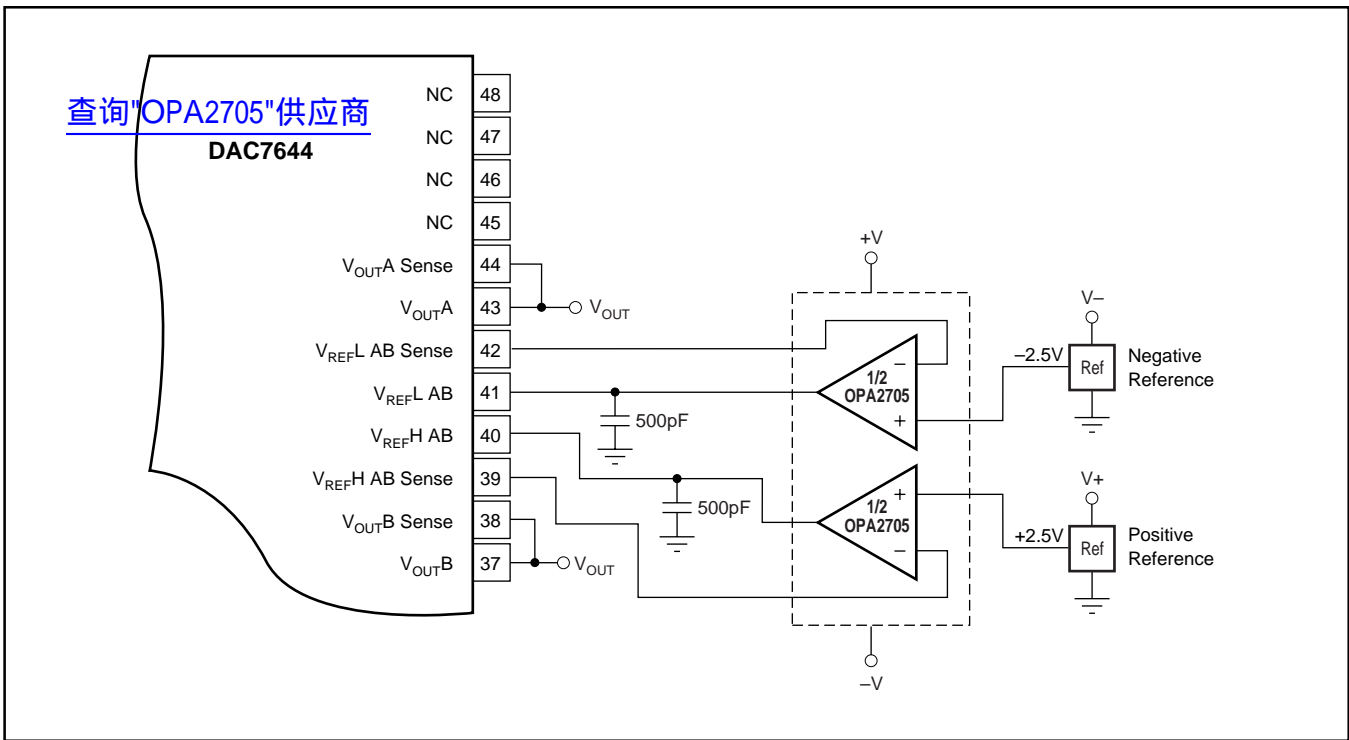 查询"OPA2705"供应商
DAC7644
NC 48
NC 47
NC 46
NC 45
VOUTA Sense 44
VOUTA 43
VOUT
VREFL AB Sense 42
VREFL AB 41
VREFH AB 40
VREFH AB Sense 39
VOUTB Sense 38
VOUTB 37
VOUT
500pF
500pF
+V
–
1/2
OPA2705
+
+
1/2
OPA2705
–
–V
V–
–2.5V
Ref
Negative
Reference
V+
+2.5V
Ref
Positive
Reference